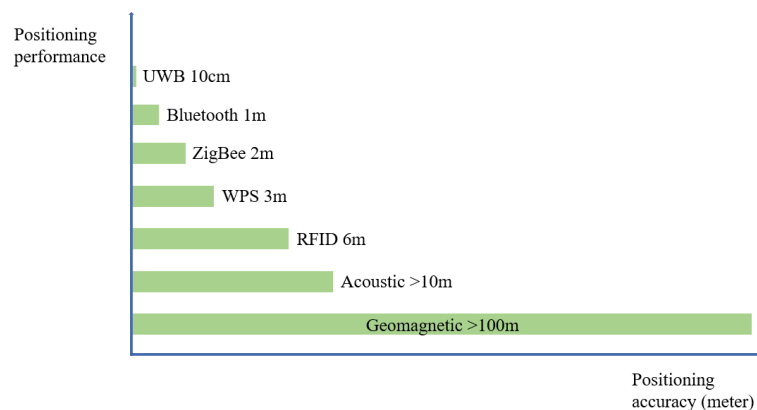 Positioning
performance
UWB 10cm
Bluetooth 1m
ZigBee 2m
WPS 3m
RFID 6m
Acoustic >10m
Geomagnetic >100m
Positioning
accuracy (meter)